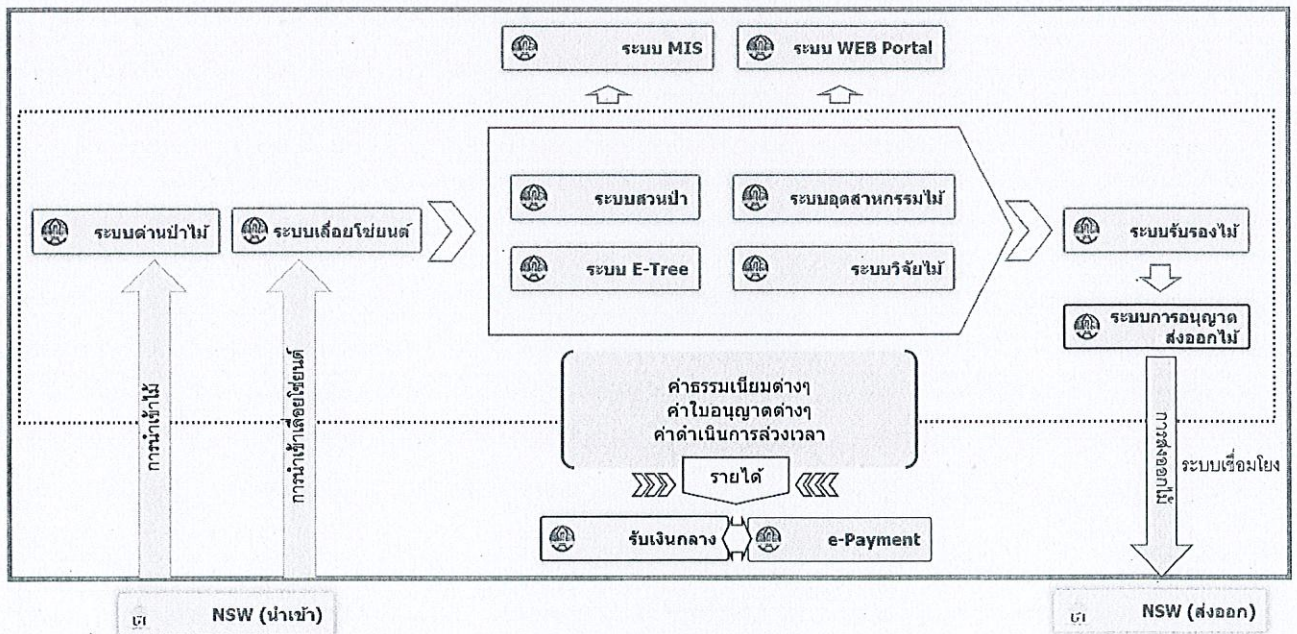 ระบบ MIS
ระบบ WEB Portal
ระบบสวนป่า
ระบบอุตสาหกรรมไม้
ระบบด่านป่าไม้
ระบบเลื่อยโซ่ยนต์
ระบบรับรองไม้
ระบบ E-Tree
ระบบวิจัยไม้
ระบบการอนุญาต
ส่งออกไม้
การนำเข้าไม้
การนำเข้าเลื่อยโซ่ยนต์
ค่าธรรมเนียมต่างๆ
ค่าใบอนุญาตต่างๆ
ค่าดำเนินการล่วงเวลา
การส่งออกไม้
ระบบเชื่อมโยง
รายได้
รับเงินกลาง
e-Payment
NSW (นำเข้า)
NSW (ส่งออก)